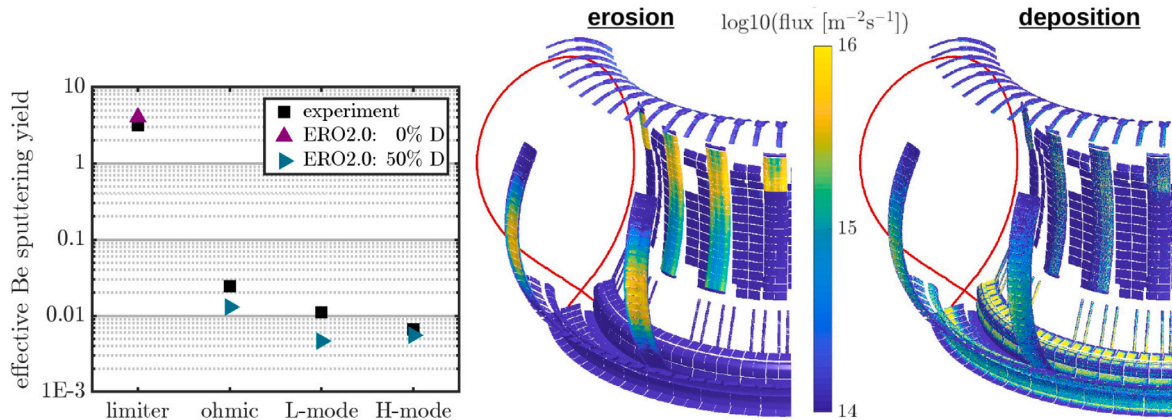 effective Be sputtering yield
10
1
0.1
0.01
1E-3
experiment
ERO2.0: 0% D
ERO2.0: 50% D
limiter
ohmic
L-mode
H-mode
erosion
log10(flux [m−2s−1])
deposition
16
15
14